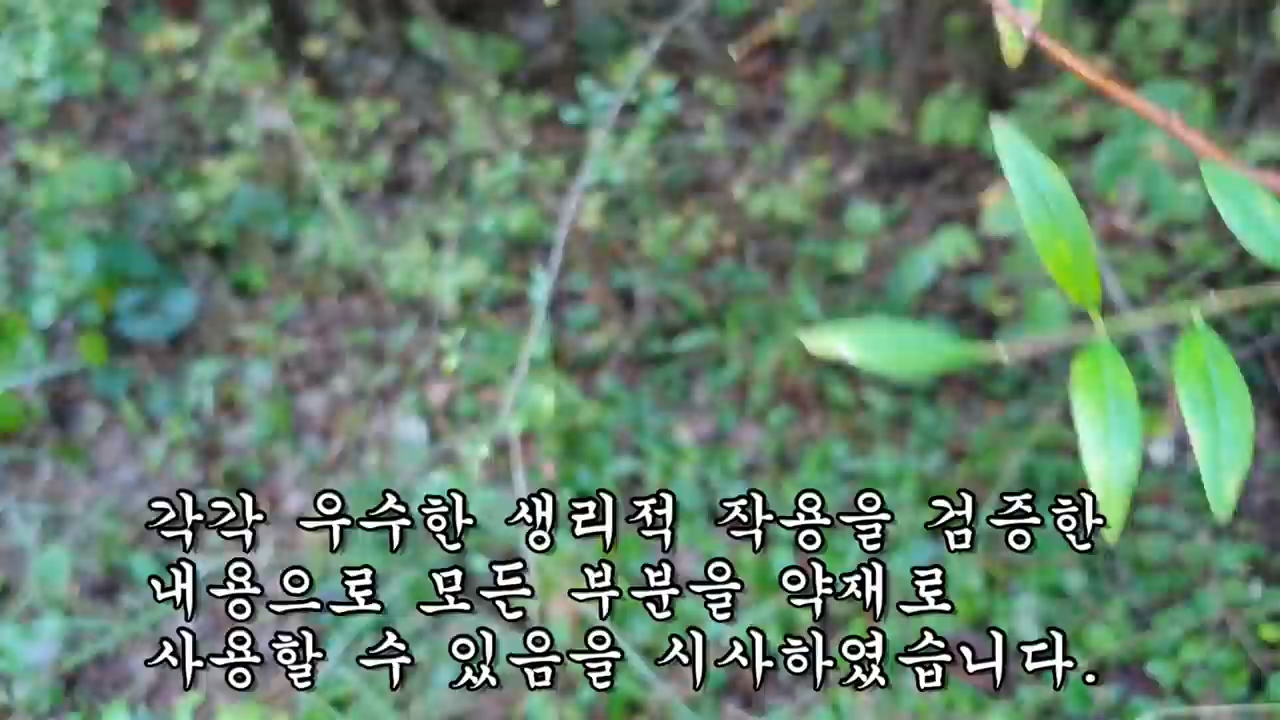 각각 우수한 생리적 작용을 검증한
내용으로 모든 부분을 약재로
사용할 수 있음을 시사하였습니다.